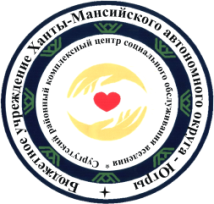 Бюджетное учреждение Ханты-Мансийского автономного округа - Югры
Сургутский районный комплексный центр социального обслуживания населения